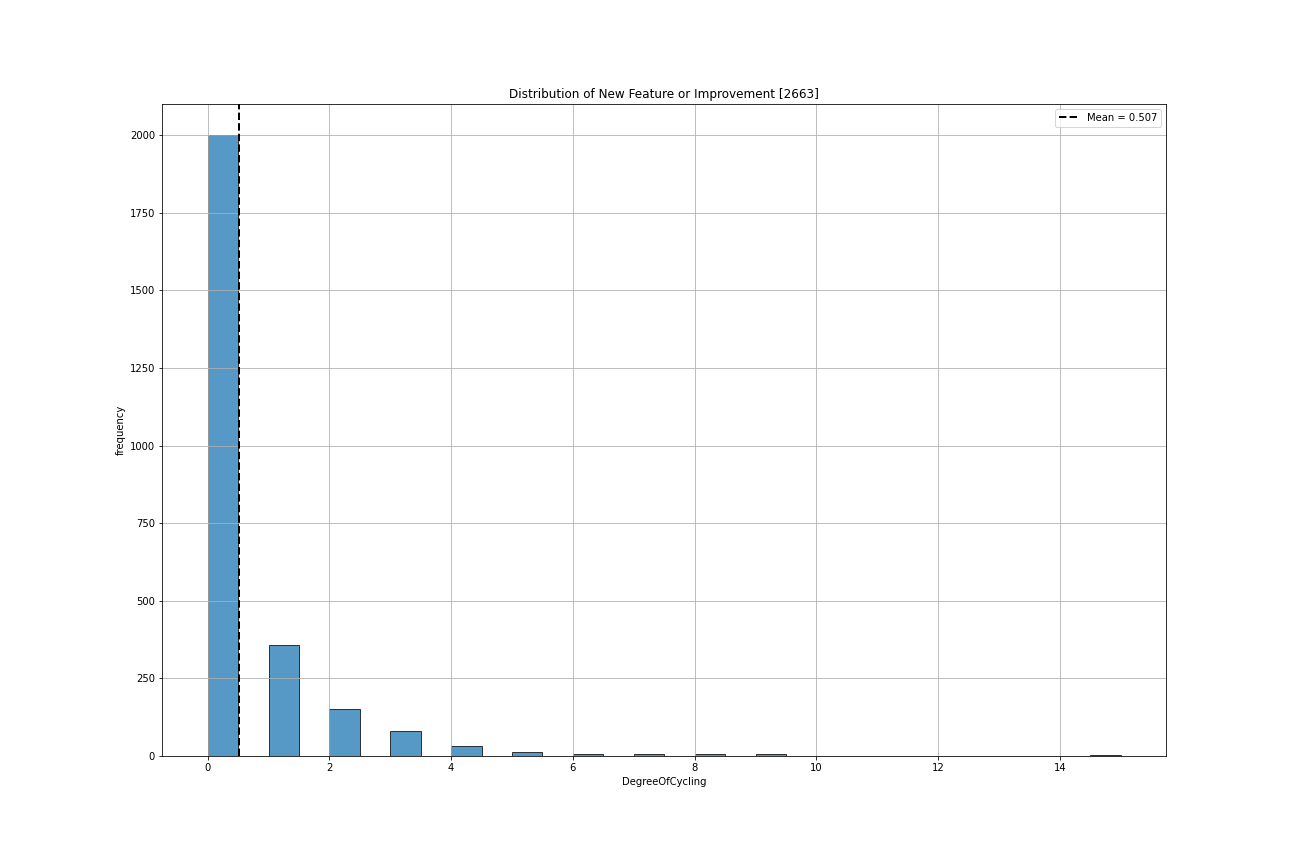 Distribution of New Feature or Improvement [2663]
Mean = 0.507
2000
1750
1500
1250
1000
750
500
250
0
frequency
0 2 4 6 8 10 12 14
DegreeOfCycling